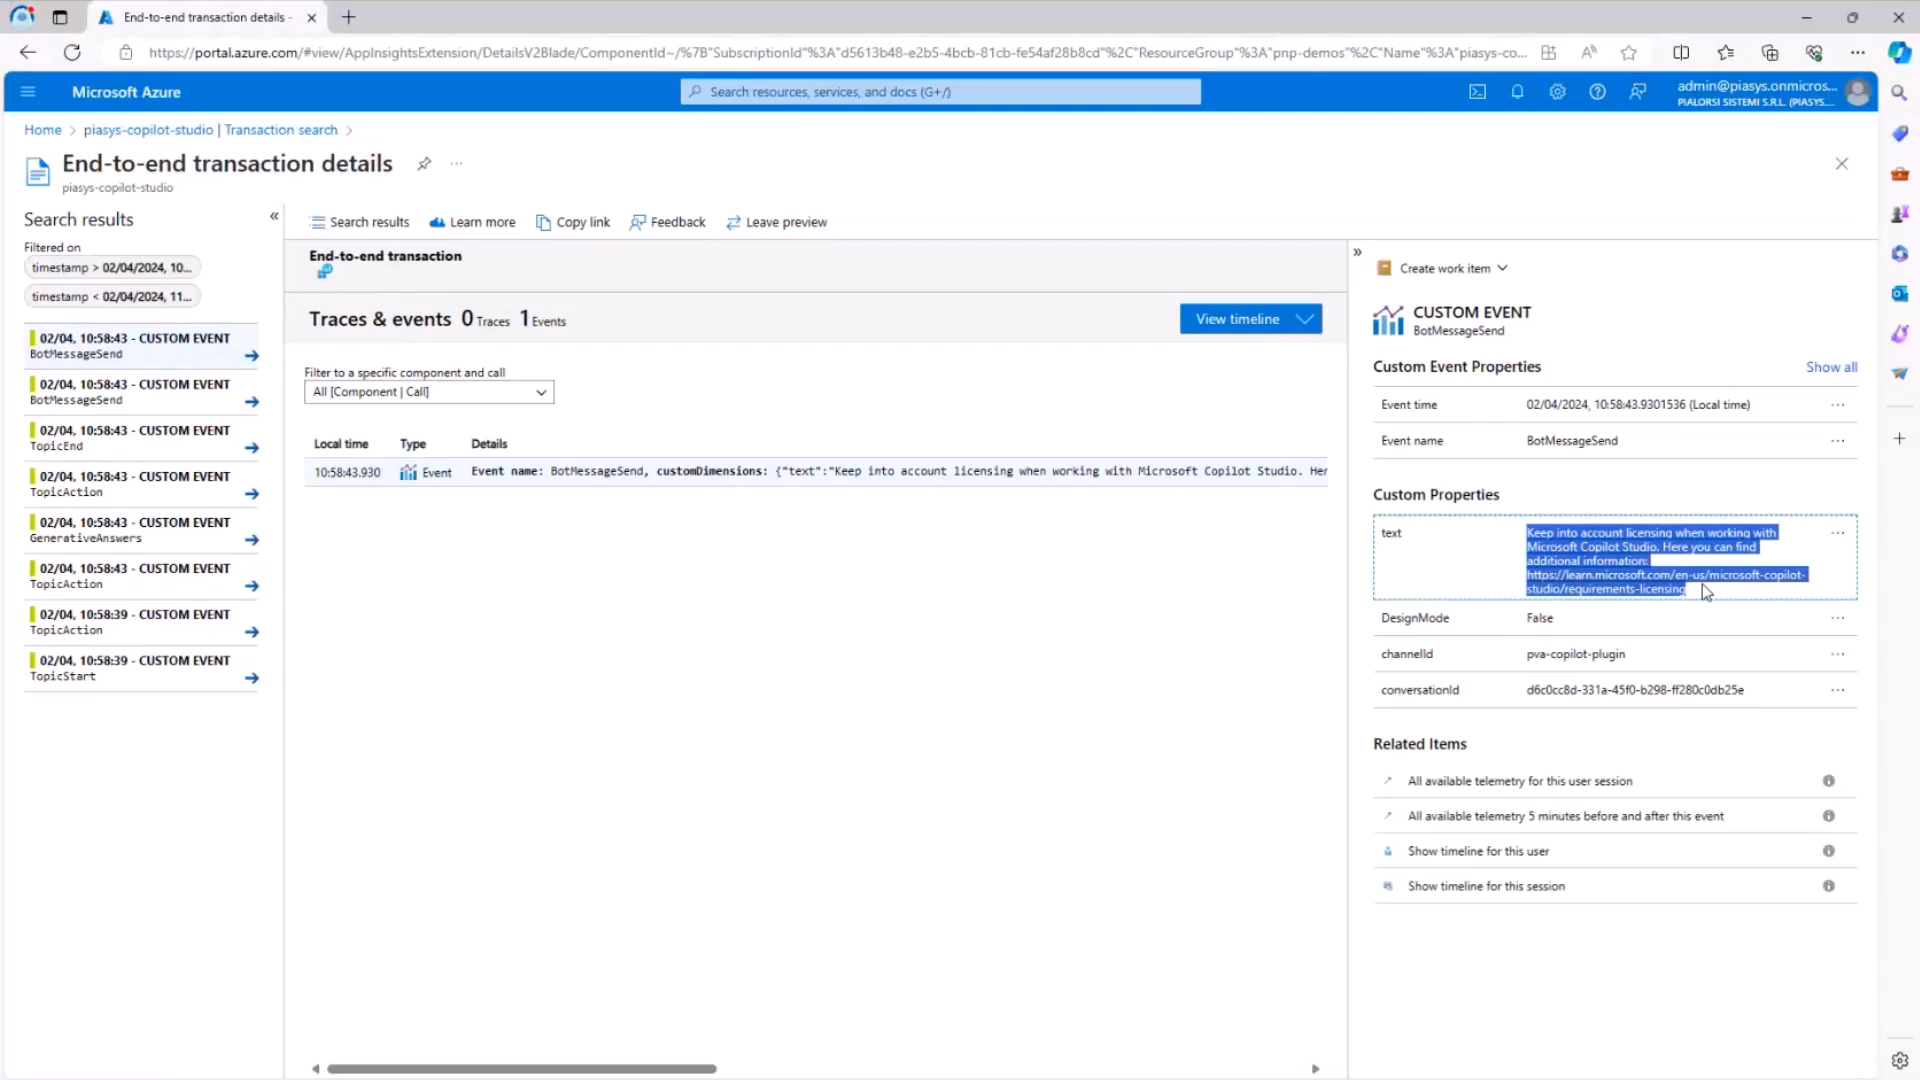 End-to-end transaction details -
https://portal.azure.com/#view/AppInsightsExtension/DetailsV2Blade/ComponentId~/%7B"SubscriptionId"%3A"d5613b48-e2b5-4bcb-81cb-fe54af28b8cd"%2C"ResourceGroup"%3A"pnp-demos"%2C"Name"%3A"piasys-co...
Microsoft Azure
Search resources, services, and docs (G+/)
admin@piasys.onmicros...
PIALORSI SISTEMI S.R.L. (PIASYS....
Home > piasys-copilot-studio | Transaction search >
End-to-end transaction details
piasys-copilot-studio
Search results
Filtered on
timestamp > 02/04/2024, 10...
timestamp < 02/04/2024, 11...
02/04, 10:58:43 - CUSTOM EVENT
BotMessageSend
02/04, 10:58:43 - CUSTOM EVENT
BotMessageSend
02/04, 10:58:43 - CUSTOM EVENT
TopicEnd
02/04, 10:58:43 - CUSTOM EVENT
TopicAction
02/04, 10:58:43 - CUSTOM EVENT
GenerativeAnswers
02/04, 10:58:43 - CUSTOM EVENT
TopicAction
02/04, 10:58:39 - CUSTOM EVENT
TopicAction
02/04, 10:58:39 - CUSTOM EVENT
TopicStart
Search results Learn more Copy link Feedback Leave preview
End-to-end transaction
Traces & events 0 Traces 1 Events
View timeline
Filter to a specific component and call
All [Component | Call]
Local time Type Details
10:58:43.930 Event Event name: BotMessageSend, customDimensions: {"text":"Keep into account licensing when working with Microsoft Copilot Studio. Her
Create work item
CUSTOM EVENT
BotMessageSend
Custom Event Properties Show all
Event time 02/04/2024, 10:58:43.9301536 (Local time) ...
Event name BotMessageSend ...
Custom Properties
text Keep into account licensing when working with ...
Microsoft Copilot Studio. Here you can find
additional information:
https://learn.microsoft.com/en-us/microsoft-copilot-
studio/requirements-licensing
DesignMode False ...
channelId pva-copilot-plugin ...
conversationId d6c0cc8d-331a-45f0-b298-ff280c0db25e ...
Related Items
All available telemetry for this user session
All available telemetry 5 minutes before and after this event
Show timeline for this user
Show timeline for this session